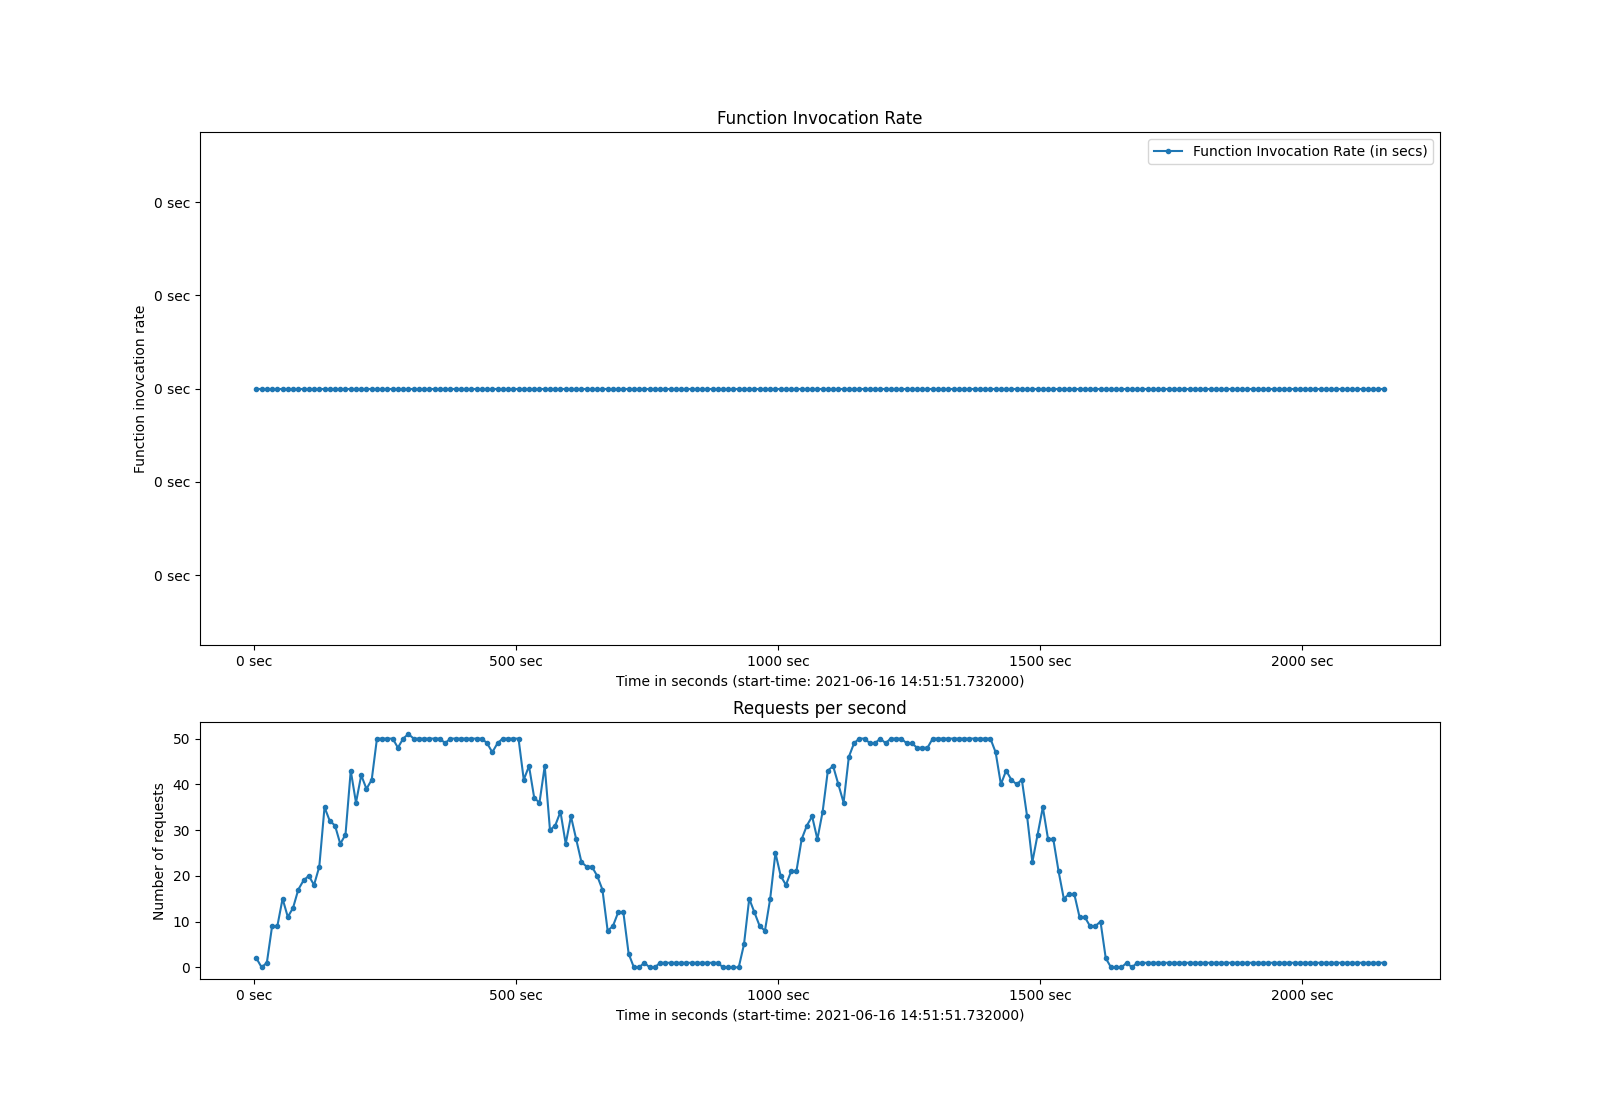 Function Invocation Rate
Function Invocation Rate (in secs)
0 sec
0 sec
0 sec
0 sec
0 sec
Function inovcation rate
0 sec 500 sec 1000 sec 1500 sec 2000 sec
Time in seconds (start-time: 2021-06-16 14:51:51.732000)
Requests per second
50
40
30
20
10
0
Number of requests
0 sec 500 sec 1000 sec 1500 sec 2000 sec
Time in seconds (start-time: 2021-06-16 14:51:51.732000)